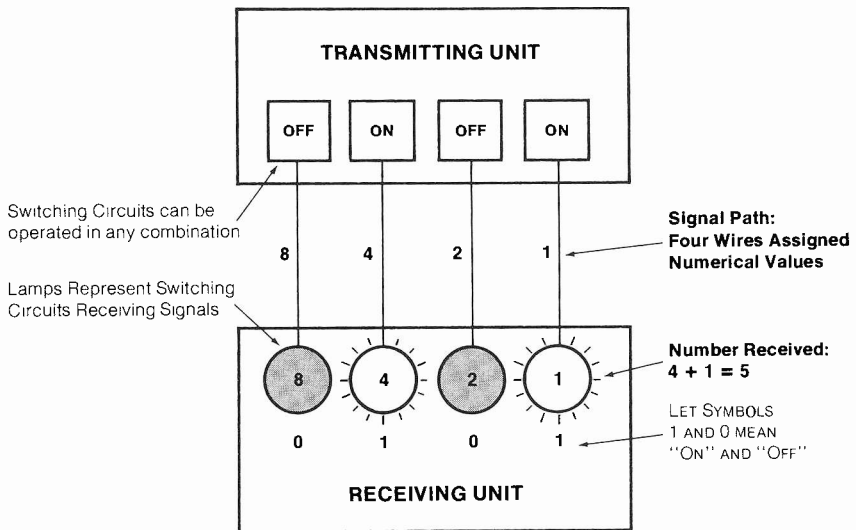 TRANSMITTING UNIT
OFF ON OFF ON
Switching Circuits can be
operated in any combination
8 4 2 1
Signal Path:
Four Wires Assigned
Numerical Values
Lamps Represent Switching
Circuits Receiving Signals
8 4 2 1
Number Received:
4 + 1 = 5
0 1 0 1
LET SYMBOLS
1 AND 0 MEAN
"ON" AND "OFF"
RECEIVING UNIT